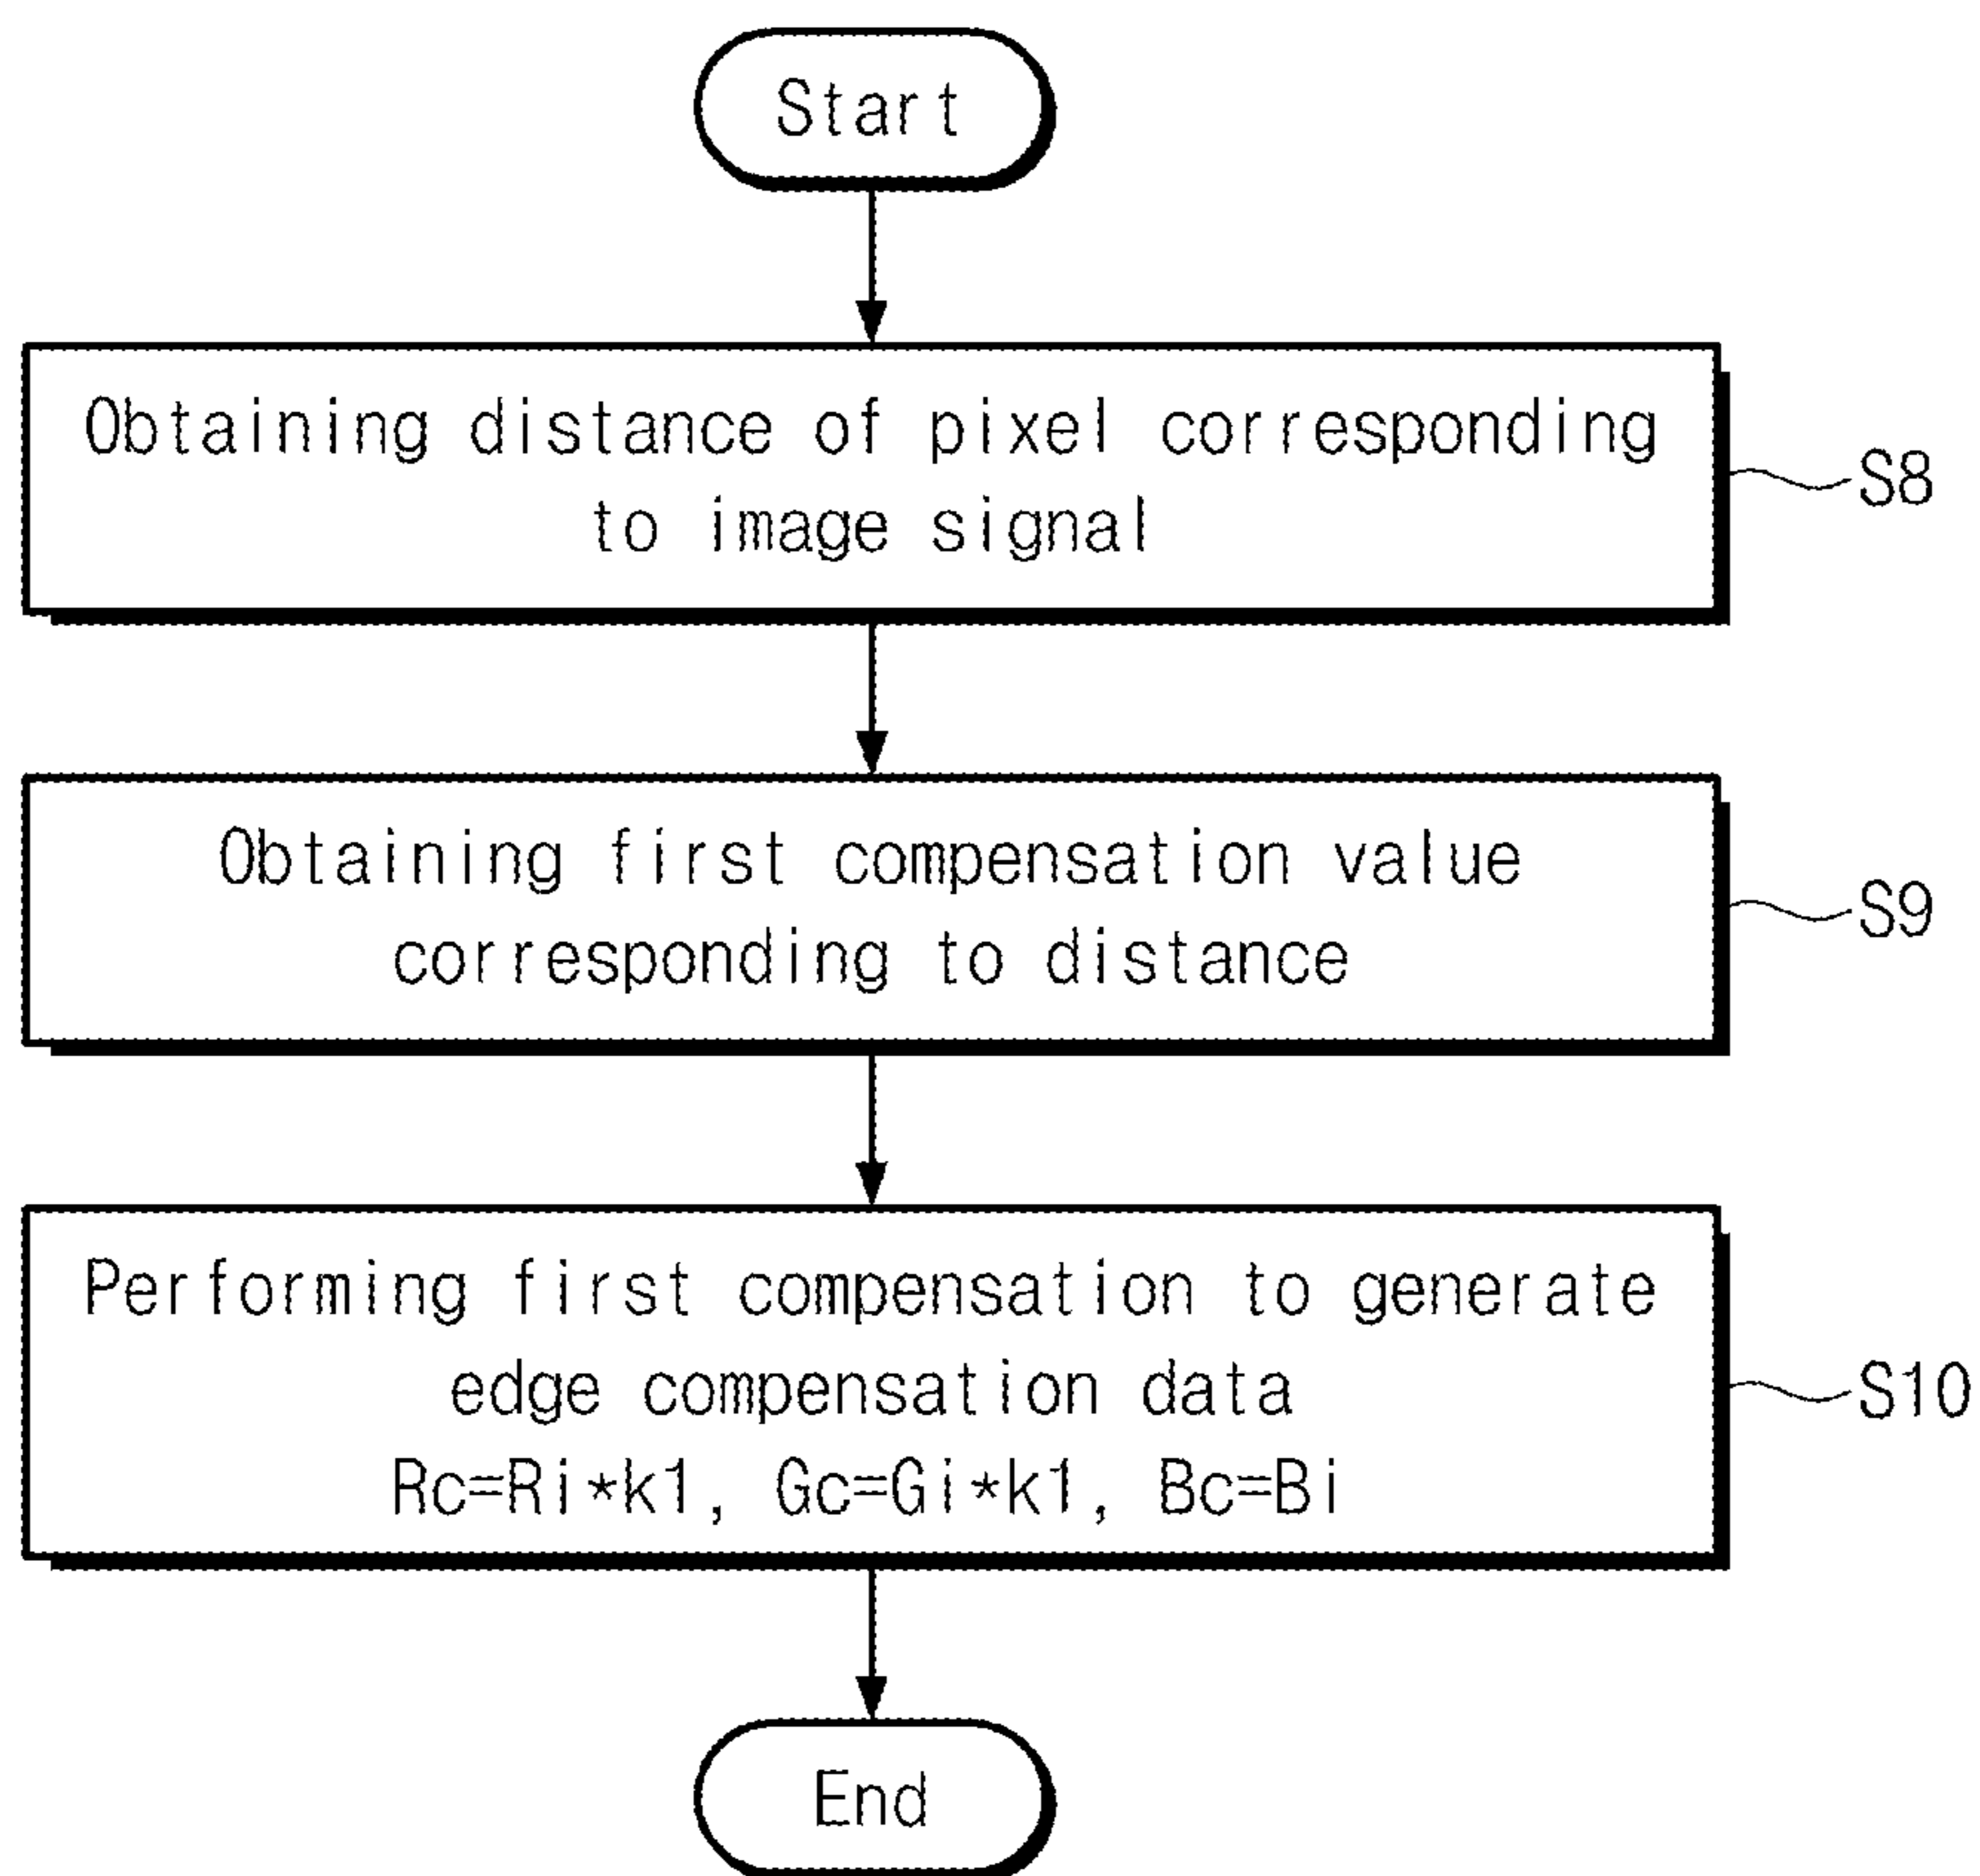 Start
Obtaining distance of pixel corresponding
to image signal
S8
Obtaining first compensation value
corresponding to distance
S9
Performing first compensation to generate
edge compensation data
Rc=Ri*k1, Gc=Gi*k1, Bc=Bi
S10
End